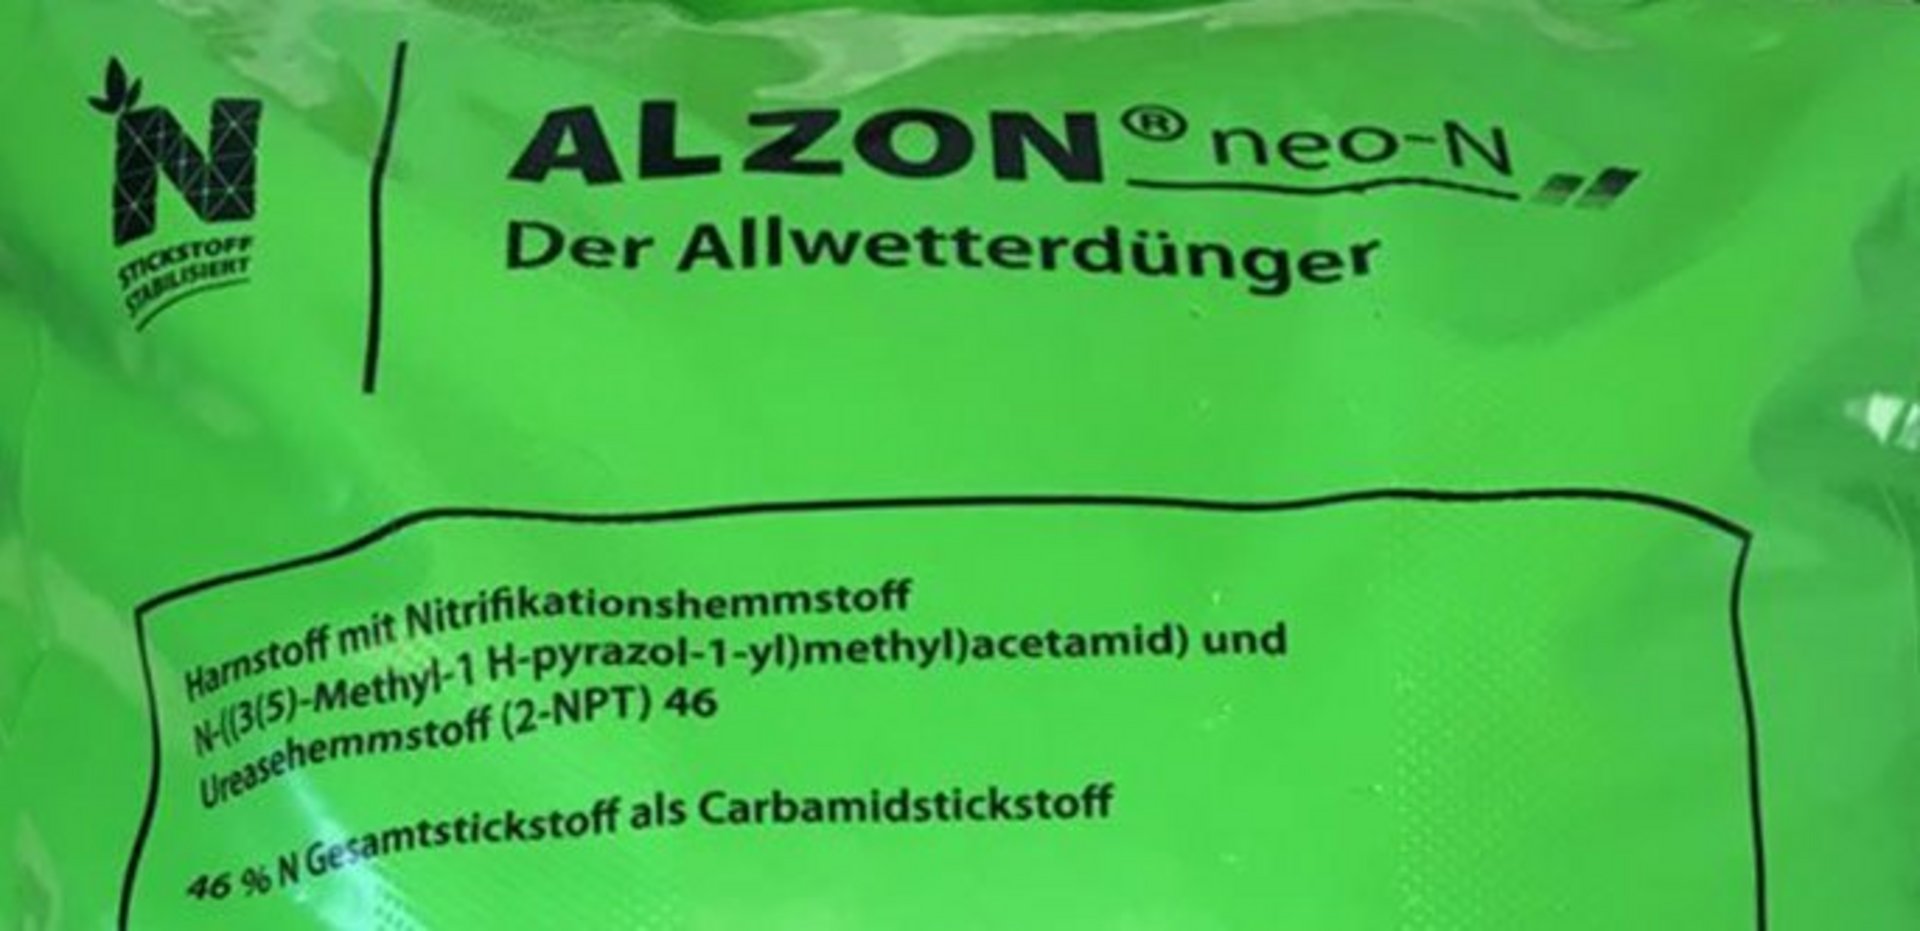 N
STICKSTOFF
STABILISIERT
ALZON® neo-N
Der Allwetterdünger
Harnstoff mit Nitrifikationshemmstoff
N-((3(5)-Methyl-1 H-pyrazol-1-yl)methyl)acetamid) und
Ureasehemmstoff (2-NPT) 46
46 % N Gesamtstickstoff als Carbamidstickstoff